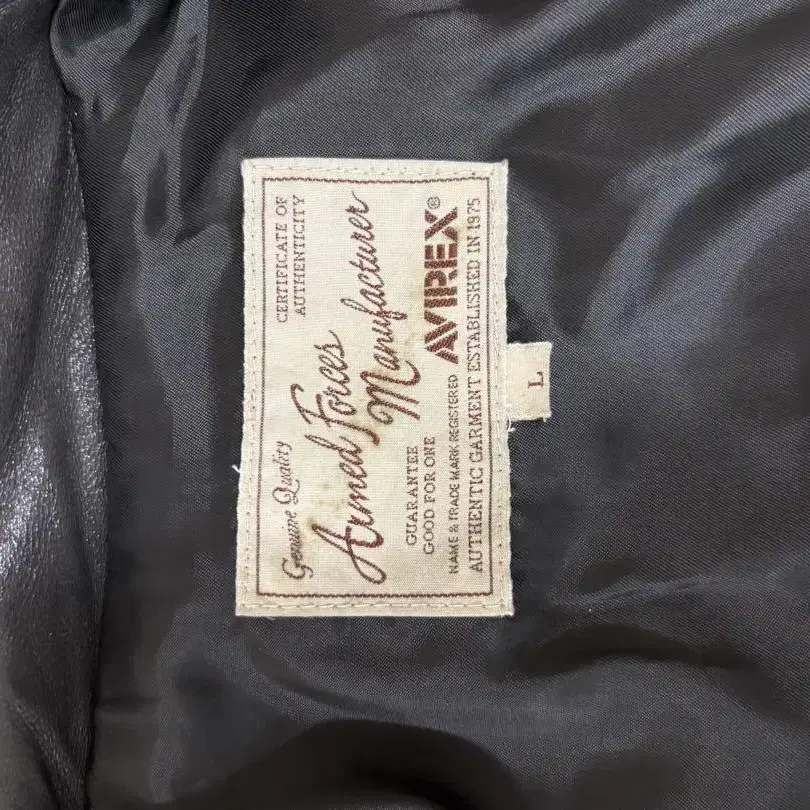 Genuine Quality
CERTIFICATE OF
AUTHENTICITY
Armed Forces
Manufacturer
GUARANTEE
GOOD FOR ONE
AVIREX®
NAME & TRADE MARK REGISTERED
AUTHENTIC GARMENT ESTABLISHED IN 1975
L